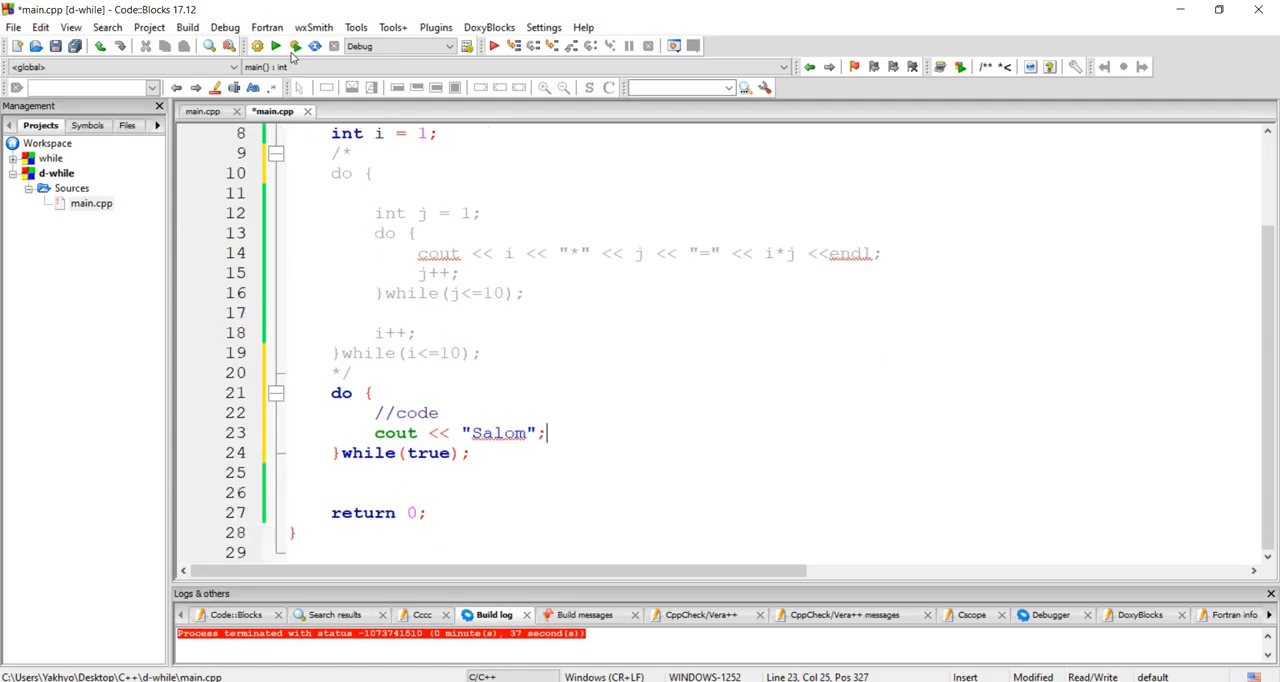 *main.cpp [d-while] - Code::Blocks 17.12
File Edit View Search Project Build Debug Fortran wxSmith Tools Tools+ Plugins DoxyBlocks Settings Help
Debug
<global> main() : int /** *<
Management
main.cpp *main.cpp
Projects Symbols Files
Workspace
while
d-while
Sources
main.cpp
8 int i = 1;
9 /*
10 do {
11
12 int j = 1;
13 do {
14 cout << i << "*" << j << "=" << i*j <<endl;
15 j++;
16 }while(j<=10);
17
18 i++;
19 }while(i<=10);
20 */
21 do {
22 //code
23 cout << "Salom";
24 }while(true);
25
26
27 return 0;
28 }
29
Logs & others
Code::Blocks Search results Cccc Build log Build messages CppCheck/Vera++ CppCheck/Vera++ messages Cscope Debugger DoxyBlocks Fortran info
Process terminated with status -1073741510 (0 minute(s), 37 second(s))
C:\Users\Yakhyo\Desktop\C++\d-while\main.cpp C/C++ Windows (CR+LF) WINDOWS-1252 Line 23, Col 25, Pos 327 Insert Modified Read/Write default